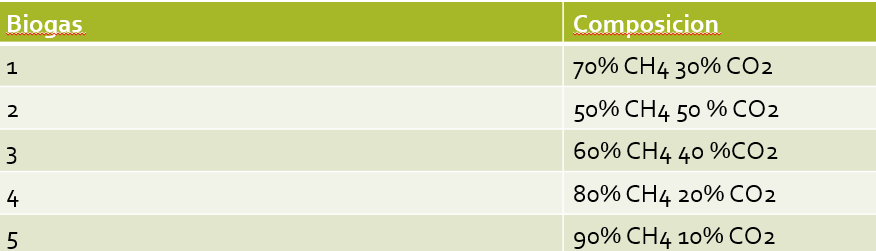 Biogas Composicion
1 70% CH4 30% CO2
2 50% CH4 50 % CO2
3 60% CH4 40 %CO2
4 80% CH4 20% CO2
5 90% CH4 10% CO2